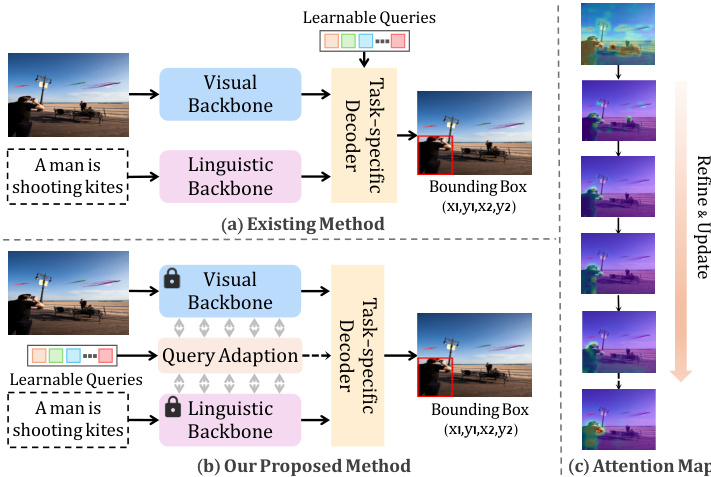 Learnable Queries
Visual
Backbone
Task-specific
Decoder
A man is
shooting kites
Linguistic
Backbone
Bounding Box
(x1,y1,x2,y2)
(a) Existing Method
Visual
Backbone
Query Adaption
Learnable Queries
A man is
shooting kites
Linguistic
Backbone
Task-specific
Decoder
Bounding Box
(x1,y1,x2,y2)
(b) Our Proposed Method
Refine & Update
(c) Attention Map